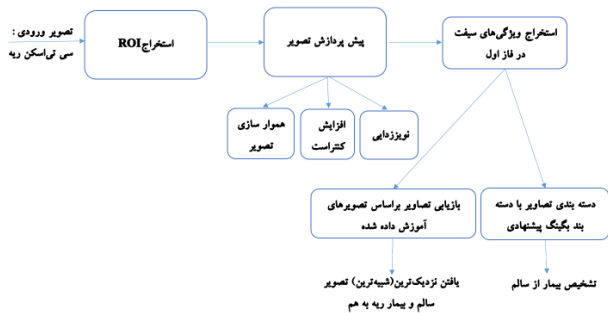 تصویر ورودی :
سی تی‌اسکن ریه
استخراج ROI
پیش پردازش تصویر
استخراج ویژگی‌های سیفت
در فاز اول
هموار سازی
تصویر
افزایش
کنتراست
نویززدایی
بازیابی تصاویر براساس تصویرهای
آموزش داده شده
دسته بندی تصاویر با دسته
بند بگینگ پیشنهادی
یافتن نزدیک‌ترین(شبیه‌ترین) تصویر
سالم و بیمار ریه به هم
تشخیص بیمار از سالم